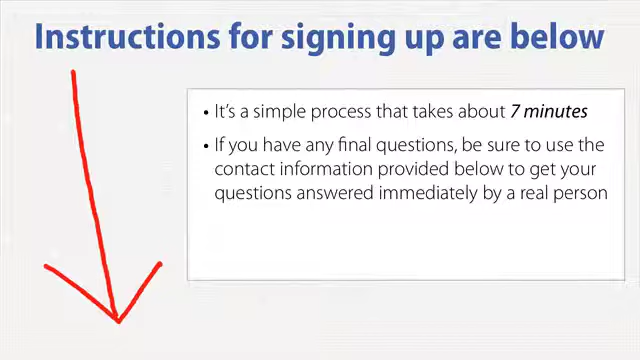 Instructions for signing up are below
• It's a simple process that takes about 7 minutes
• If you have any final questions, be sure to use the
contact information provided below to get your
questions answered immediately by a real person